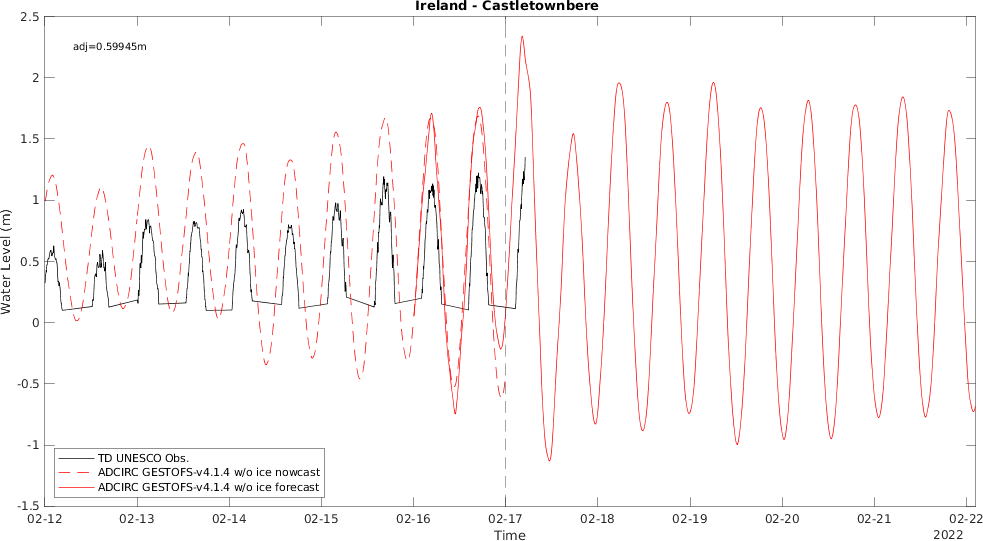 Ireland - Castletownbere
adj=0.59945m
Water Level (m)
2.5
2
1.5
1
0.5
0
-0.5
-1
-1.5
TD UNESCO Obs.
ADCIRC GESTOFS-v4.1.4 w/o ice nowcast
ADCIRC GESTOFS-v4.1.4 w/o ice forecast
02-12 02-13 02-14 02-15 02-16 02-17 02-18 02-19 02-20 02-21 02-22
Time
2022